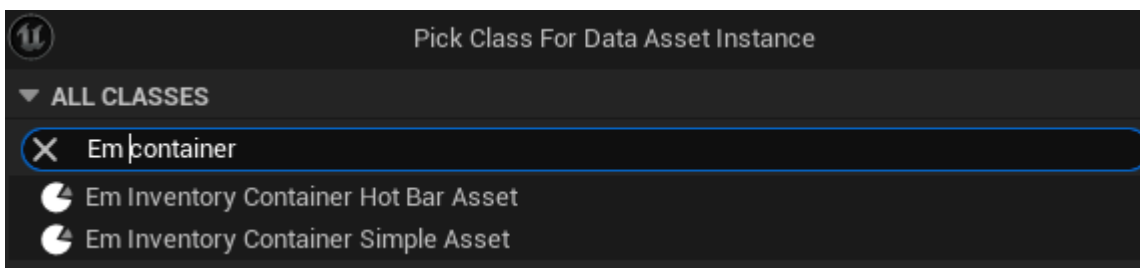 Pick Class For Data Asset Instance
ALL CLASSES
Em container
Em Inventory Container Hot Bar Asset
Em Inventory Container Simple Asset